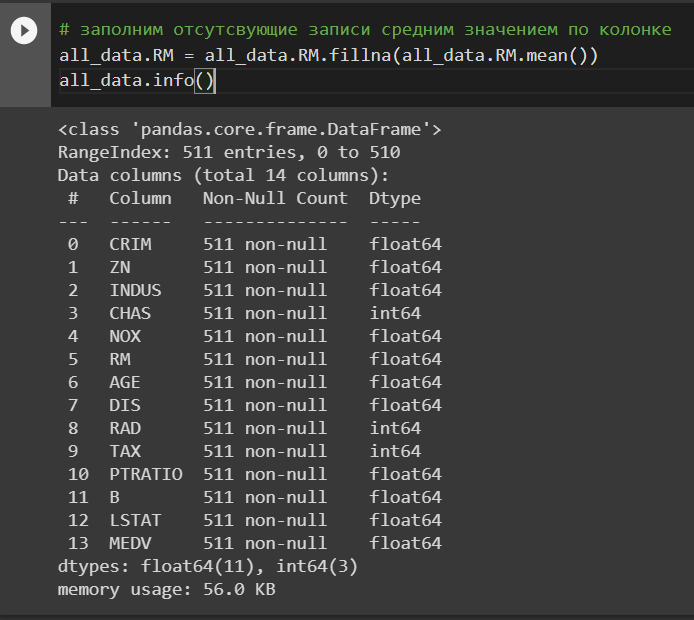 # заполним отсутсвующие записи средним значением по колонке
all_data.RM = all_data.RM.fillna(all_data.RM.mean())
all_data.info()
<class 'pandas.core.frame.DataFrame'>
RangeIndex: 511 entries, 0 to 510
Data columns (total 14 columns):
 #   Column   Non-Null Count  Dtype
---  ------   --------------  -----
 0   CRIM     511 non-null    float64
 1   ZN       511 non-null    float64
 2   INDUS    511 non-null    float64
 3   CHAS     511 non-null    int64
 4   NOX      511 non-null    float64
 5   RM       511 non-null    float64
 6   AGE      511 non-null    float64
 7   DIS      511 non-null    float64
 8   RAD      511 non-null    int64
 9   TAX      511 non-null    int64
 10  PTRATIO  511 non-null    float64
 11  B        511 non-null    float64
 12  LSTAT    511 non-null    float64
 13  MEDV     511 non-null    float64
dtypes: float64(11), int64(3)
memory usage: 56.0 KB